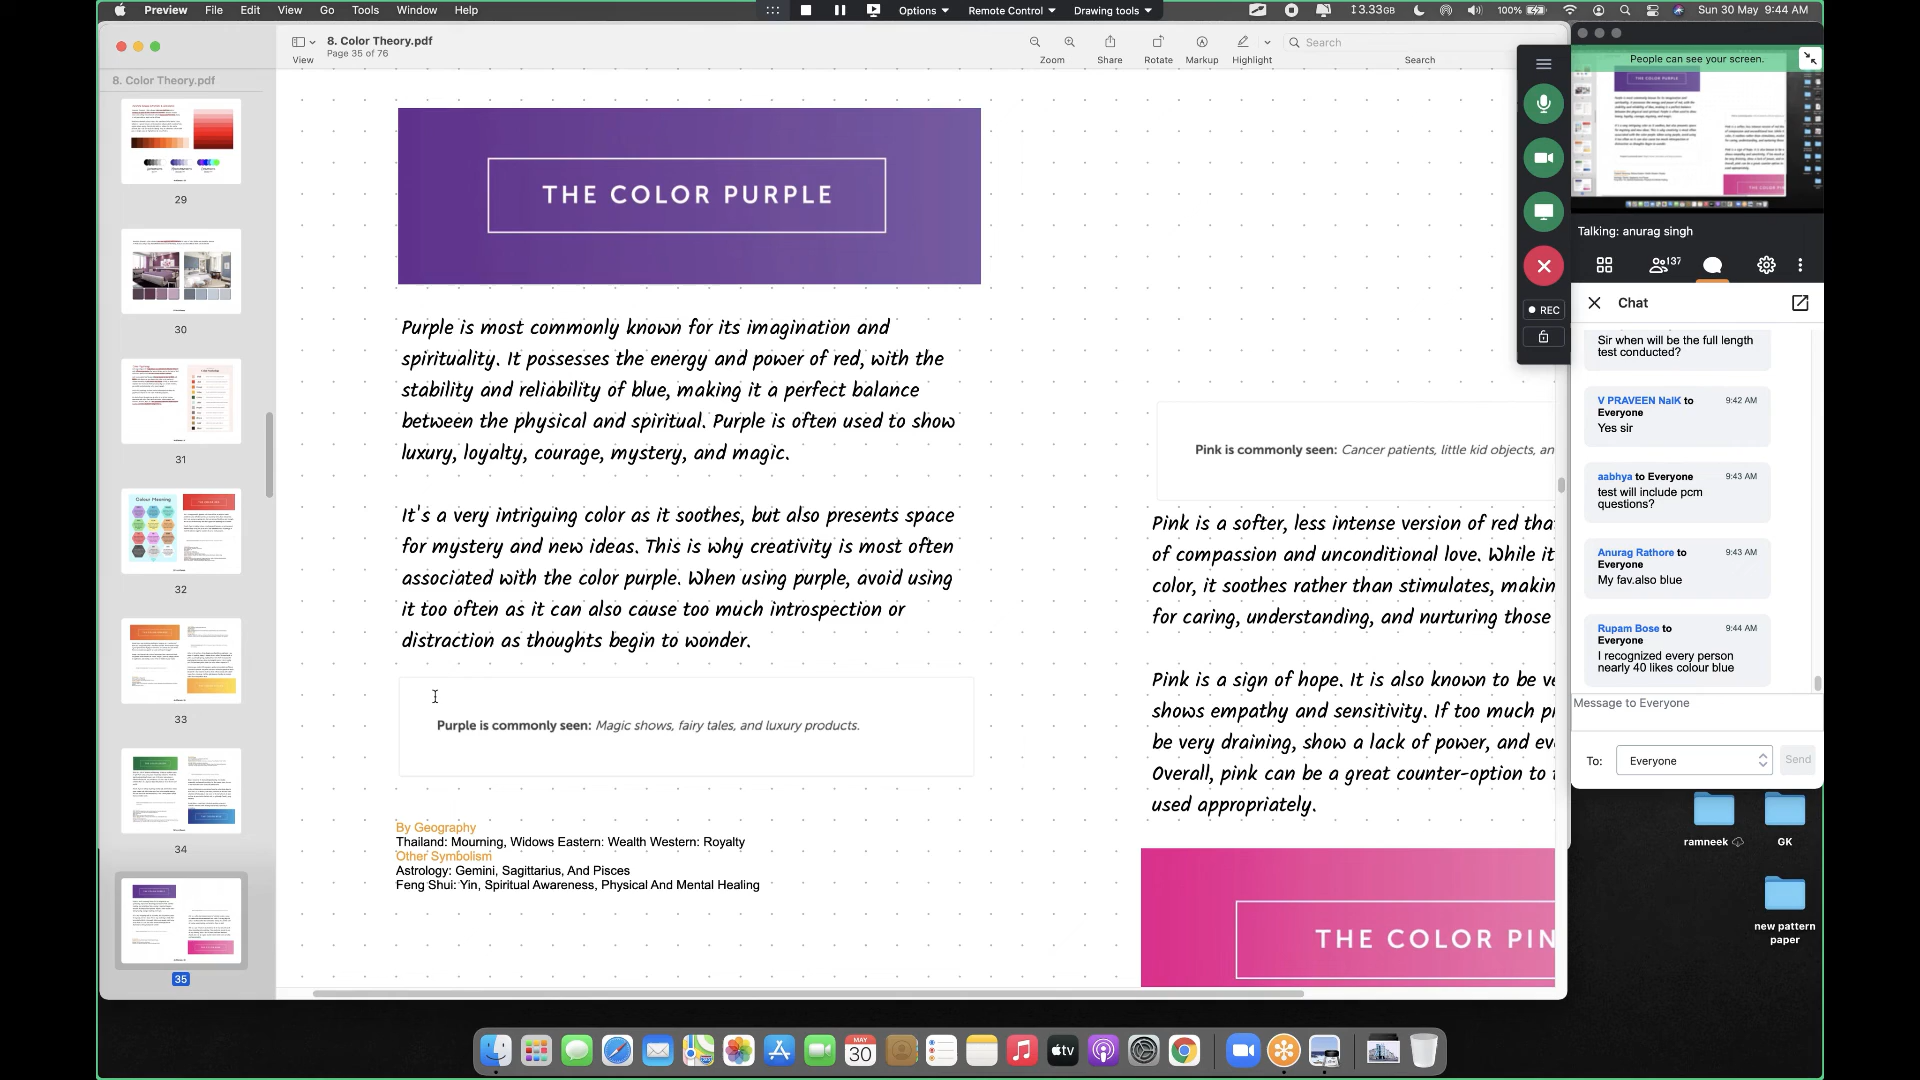 Preview File Edit View Go Tools Window Help
Options Remote Control Drawing tools
3.33GB 100% Sun 30 May 9:44 AM
8. Color Theory.pdf
Page 35 of 76
View Zoom Share Rotate Markup Highlight Search
Search
8. Color Theory.pdf
29
30
31
32
33
34
35
THE COLOR PURPLE
Purple is most commonly known for its imagination and
spirituality. It possesses the energy and power of red, with the
stability and reliability of blue, making it a perfect balance
between the physical and spiritual. Purple is often used to show
luxury, loyalty, courage, mystery, and magic.
It's a very intriguing color as it soothes, but also presents space
for mystery and new ideas. This is why creativity is most often
associated with the color purple. When using purple, avoid using
it too often as it can also cause too much introspection or
distraction as thoughts begin to wonder.
Purple is commonly seen: Magic shows, fairy tales, and luxury products.
By Geography
Thailand: Mourning, Widows Eastern: Wealth Western: Royalty
Other Symbolism
Astrology: Gemini, Sagittarius, And Pisces
Feng Shui: Yin, Spiritual Awareness, Physical And Mental Healing
Pink is commonly seen: Cancer patients, little kid objects, an
Pink is a softer, less intense version of red tha
of compassion and unconditional love. While it
color, it soothes rather than stimulates, makin
for caring, understanding, and nurturing those
Pink is a sign of hope. It is also known to be ve
shows empathy and sensitivity. If too much pi
be very draining, show a lack of power, and ev
Overall, pink can be a great counter-option to
used appropriately.
THE COLOR PIN
REC
People can see your screen.
Talking: anurag singh
137
Chat
Sir when will be the full length
test conducted?
V PRAVEEN NaIK to
Everyone
9:42 AM
Yes sir
aabhya to Everyone
9:43 AM
test will include pcm
questions?
Anurag Rathore to
Everyone
9:43 AM
My fav.also blue
Rupam Bose to
Everyone
9:44 AM
I recognized every person
nearly 40 likes colour blue
Message to Everyone
To: Everyone Send
ramneek
GK
new pattern
paper
MAY
30
tv